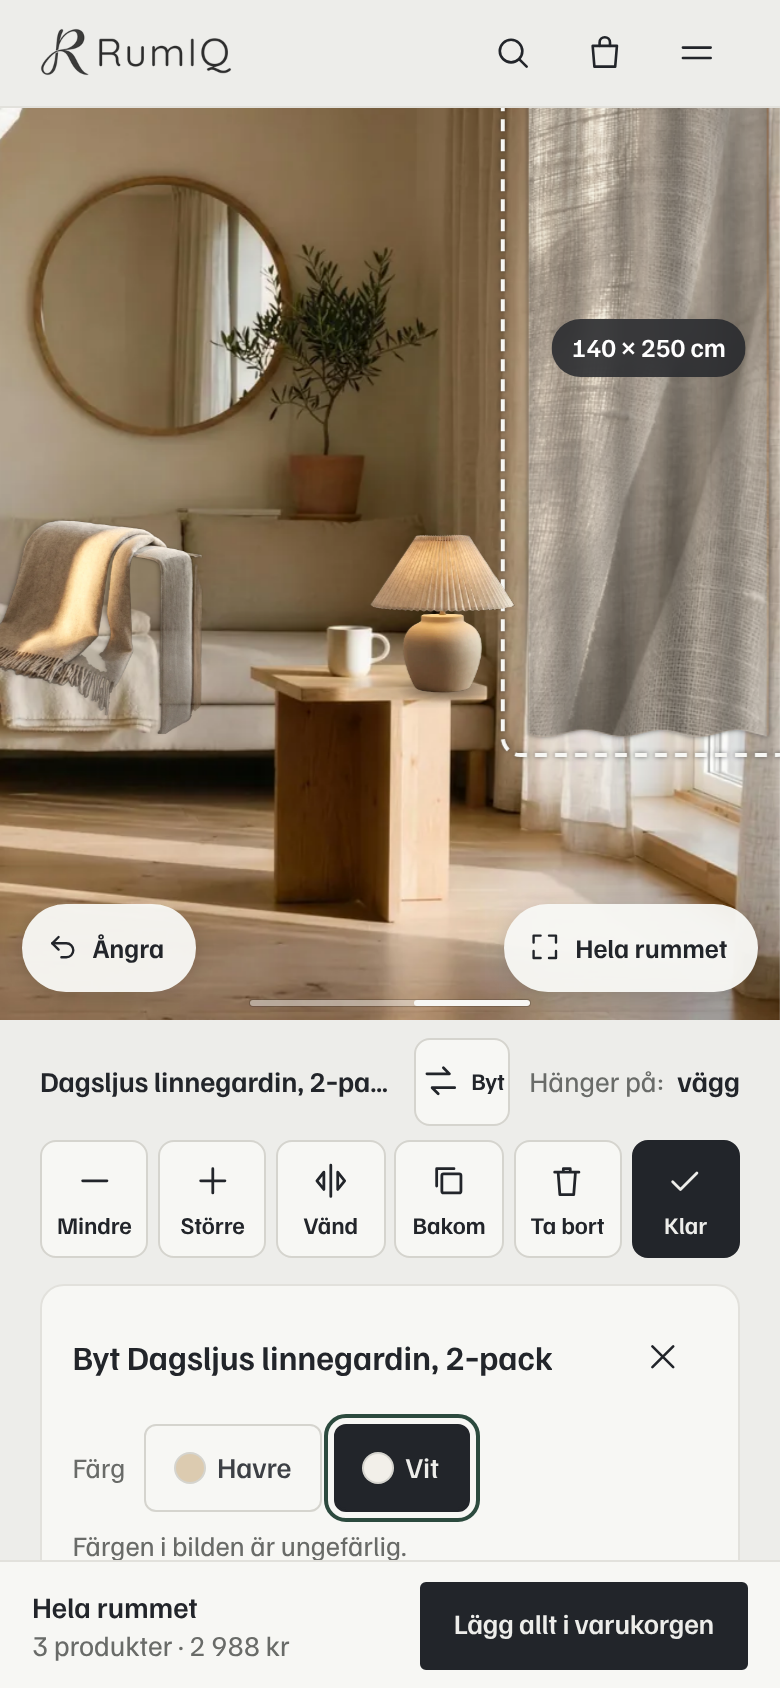 RumIQ
140 × 250 cm
Ångra
Hela rummet
Dagsljus linnegardin, 2-pa...
Byt
Hänger på: vägg
Mindre
Större
Vänd
Bakom
Ta bort
Klar
Byt Dagsljus linnegardin, 2-pack
Färg
Havre
Vit
Färgen i bilden är ungefärlig.
Hela rummet
3 produkter · 2 988 kr
Lägg allt i varukorgen